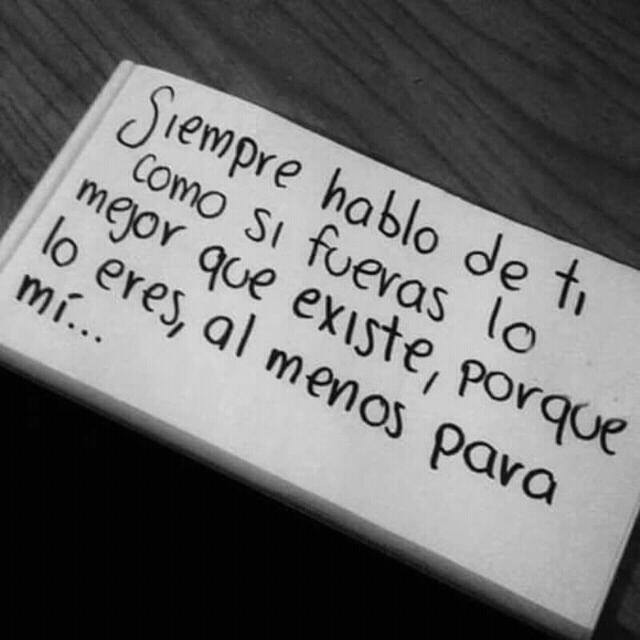 Siempre hablo de ti
como si fueras lo
mejor que existe, porque
lo eres, al menos para
mí...